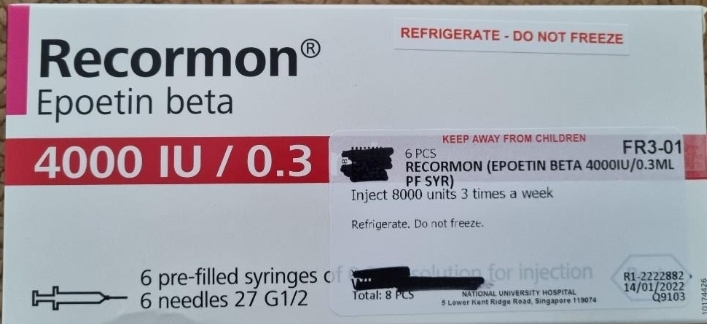 Recormon®
Epoetin beta
REFRIGERATE - DO NOT FREEZE
4000 IU / 0.3
KEEP AWAY FROM CHILDREN
FR3-01
6 PCS
RECORMON (EPOETIN BETA 4000IU/0.3ML
PF SYR)
Inject 8000 units 3 times a week
Refrigerate. Do not freeze.
6 pre-filled syringes of solution for injection
6 needles 27 G1/2
Total: 8 PCS
NATIONAL UNIVERSITY HOSPITAL
5 Lower Kent Ridge Road, Singapore 119074
R1-2222882
14/01/2022
Q9103
10174426